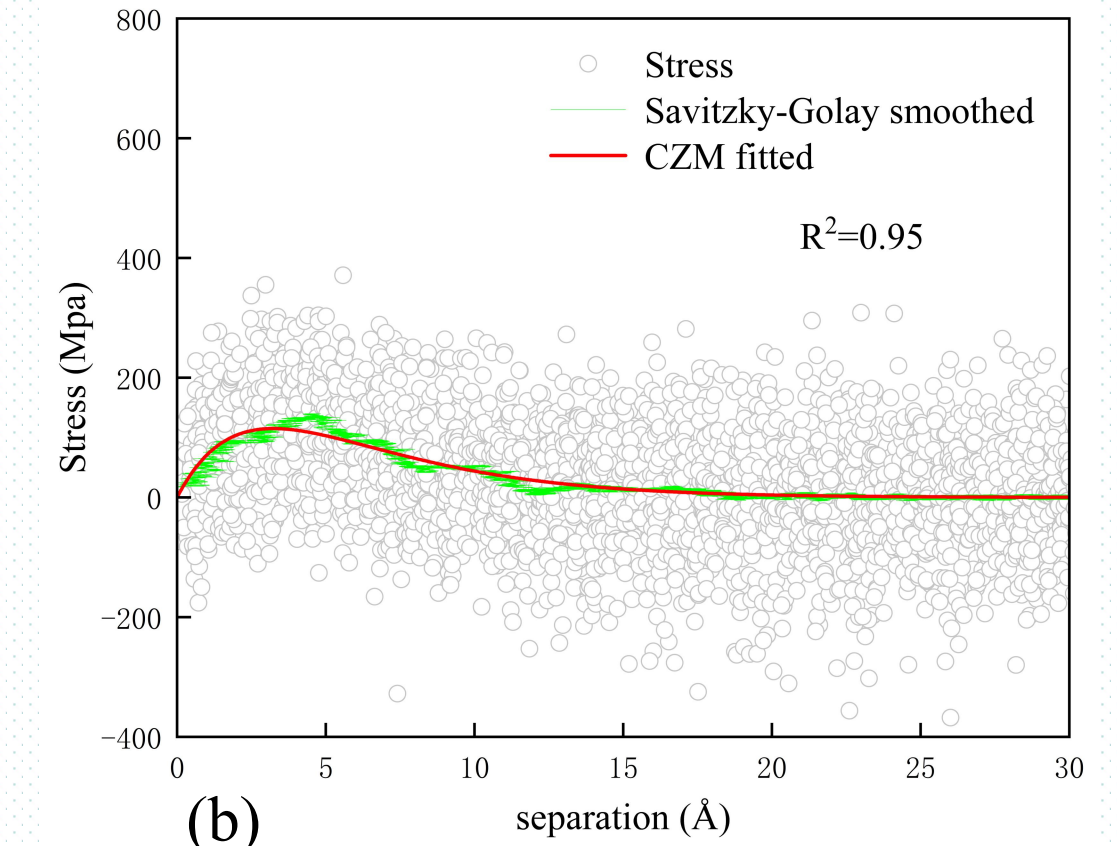 800
600
400
200
0
−200
−400
Stress (Mpa)
Stress
Savitzky-Golay smoothed
CZM fitted
R²=0.95
0 5 10 15 20 25 30
separation (Å)
(b)